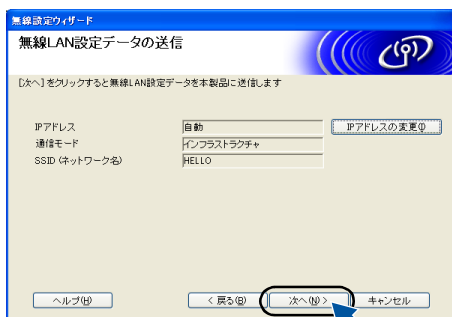 無線設定ウィザード
無線LAN設定データの送信
[次へ]をクリックすると無線LAN設定データを本製品に送信します
IPアドレス 自動 IPアドレスの変更(I)
通信モード インフラストラクチャ
SSID (ネットワーク名) HELLO
ヘルプ(H) < 戻る(B) 次へ(N) > キャンセル